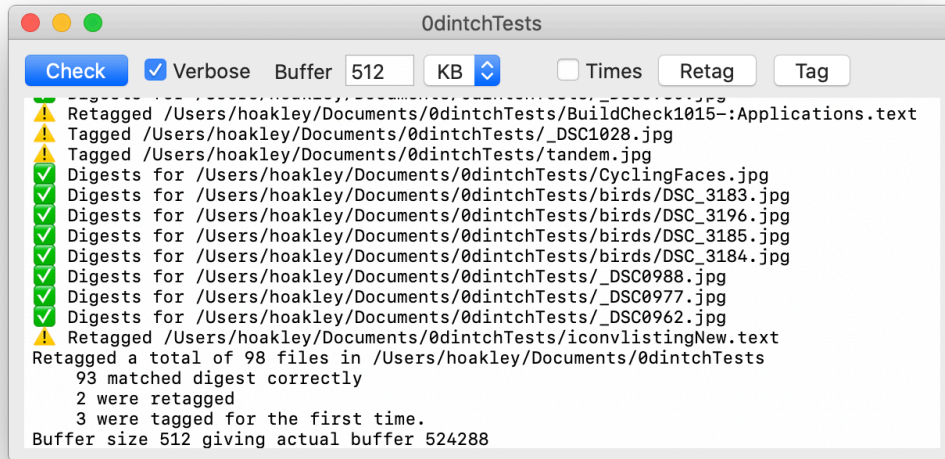 0dintchTests
Check Verbose Buffer 512 KB Times Retag Tag
Retagged /Users/hoakley/Documents/0dintchTests/BuildCheck1015-:Applications.text
Tagged /Users/hoakley/Documents/0dintchTests/_DSC1028.jpg
Tagged /Users/hoakley/Documents/0dintchTests/tandem.jpg
Digests for /Users/hoakley/Documents/0dintchTests/CyclingFaces.jpg
Digests for /Users/hoakley/Documents/0dintchTests/birds/DSC_3183.jpg
Digests for /Users/hoakley/Documents/0dintchTests/birds/DSC_3196.jpg
Digests for /Users/hoakley/Documents/0dintchTests/birds/DSC_3185.jpg
Digests for /Users/hoakley/Documents/0dintchTests/birds/DSC_3184.jpg
Digests for /Users/hoakley/Documents/0dintchTests/_DSC0988.jpg
Digests for /Users/hoakley/Documents/0dintchTests/_DSC0977.jpg
Digests for /Users/hoakley/Documents/0dintchTests/_DSC0962.jpg
Retagged /Users/hoakley/Documents/0dintchTests/iconvlistingNew.text
Retagged a total of 98 files in /Users/hoakley/Documents/0dintchTests
93 matched digest correctly
2 were retagged
3 were tagged for the first time.
Buffer size 512 giving actual buffer 524288